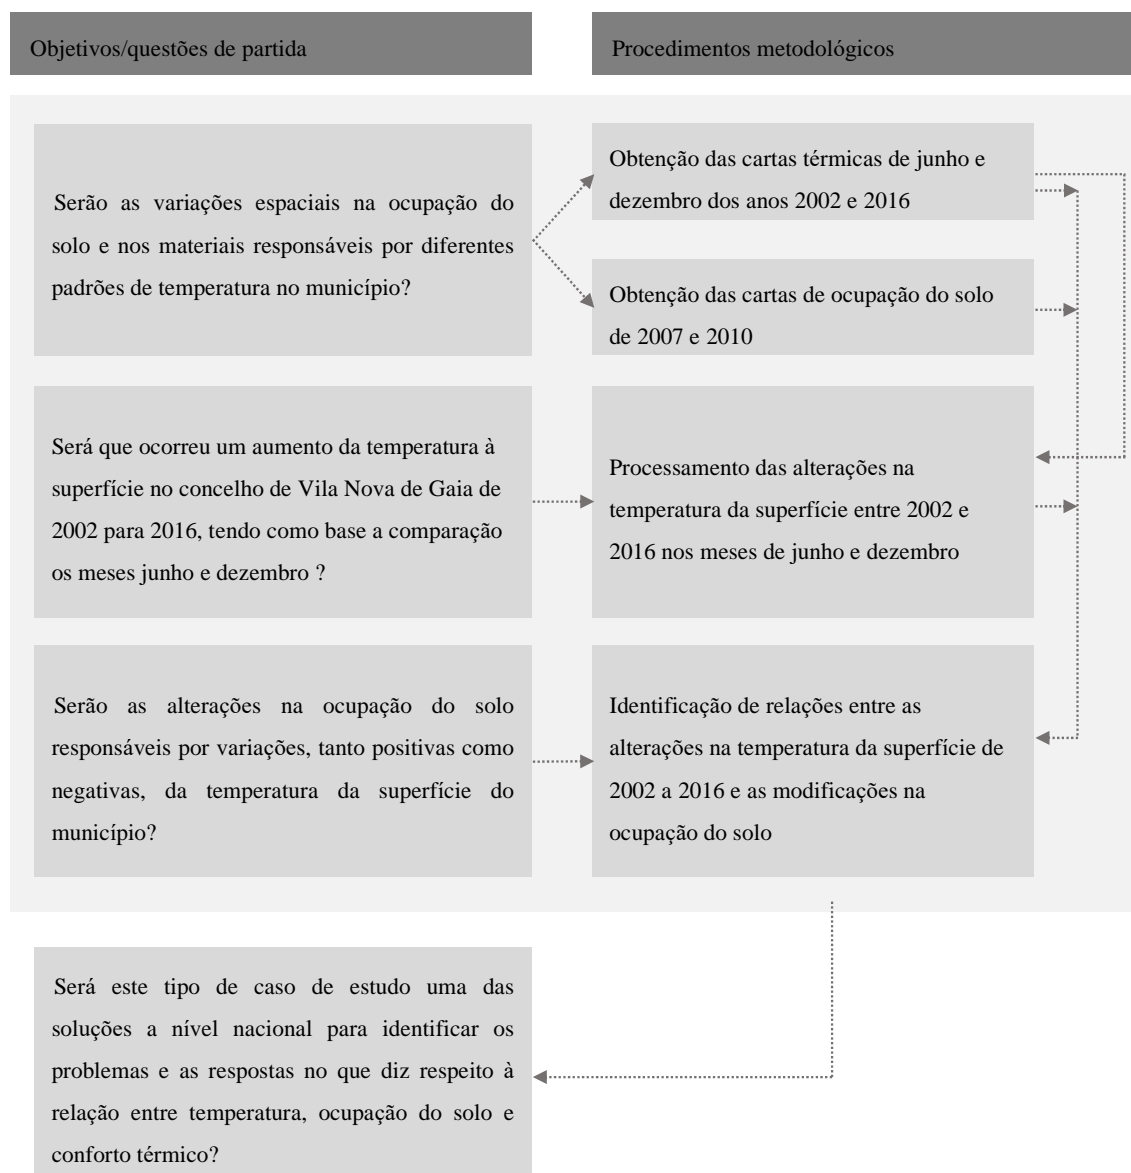 Objetivos/questões de partida
Procedimentos metodológicos
Serão as variações espaciais na ocupação do
solo e nos materiais responsáveis por diferentes
padrões de temperatura no município?
Obtenção das cartas térmicas de junho e
dezembro dos anos 2002 e 2016
Obtenção das cartas de ocupação do solo
de 2007 e 2010
Será que ocorreu um aumento da temperatura à
superfície no concelho de Vila Nova de Gaia de
2002 para 2016, tendo como base a comparação
os meses junho e dezembro ?
Processamento das alterações na
temperatura da superfície entre 2002 e
2016 nos meses de junho e dezembro
Serão as alterações na ocupação do solo
responsáveis por variações, tanto positivas como
negativas, da temperatura da superfície do
município?
Identificação de relações entre as
alterações na temperatura da superfície de
2002 a 2016 e as modificações na
ocupação do solo
Será este tipo de caso de estudo uma das
soluções a nível nacional para identificar os
problemas e as respostas no que diz respeito à
relação entre temperatura, ocupação do solo e
conforto térmico?